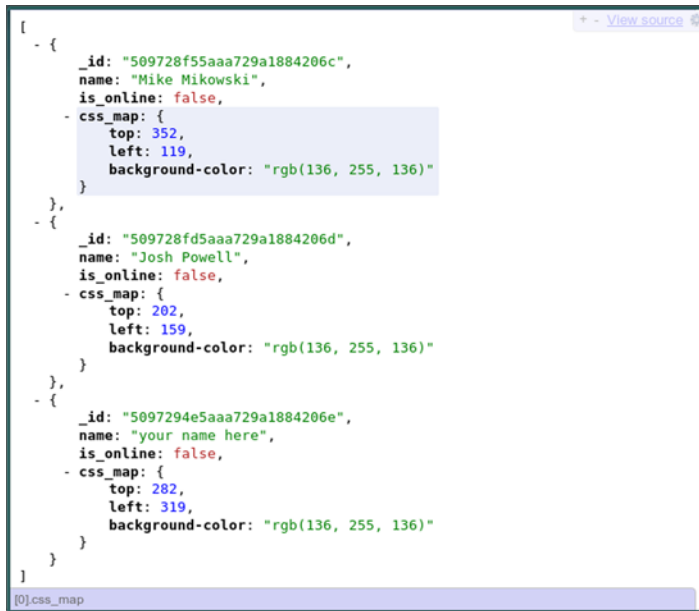 + - View source
[
- {
_id: "509728f55aaa729a1884206c",
name: "Mike Mikowski",
is_online: false,
- css_map: {
top: 352,
left: 119,
background-color: "rgb(136, 255, 136)"
}
},
- {
_id: "509728fd5aaa729a1884206d",
name: "Josh Powell",
is_online: false,
- css_map: {
top: 202,
left: 159,
background-color: "rgb(136, 255, 136)"
}
},
- {
_id: "5097294e5aaa729a1884206e",
name: "your name here",
is_online: false,
- css_map: {
top: 282,
left: 319,
background-color: "rgb(136, 255, 136)"
}
}
]
[0].css_map